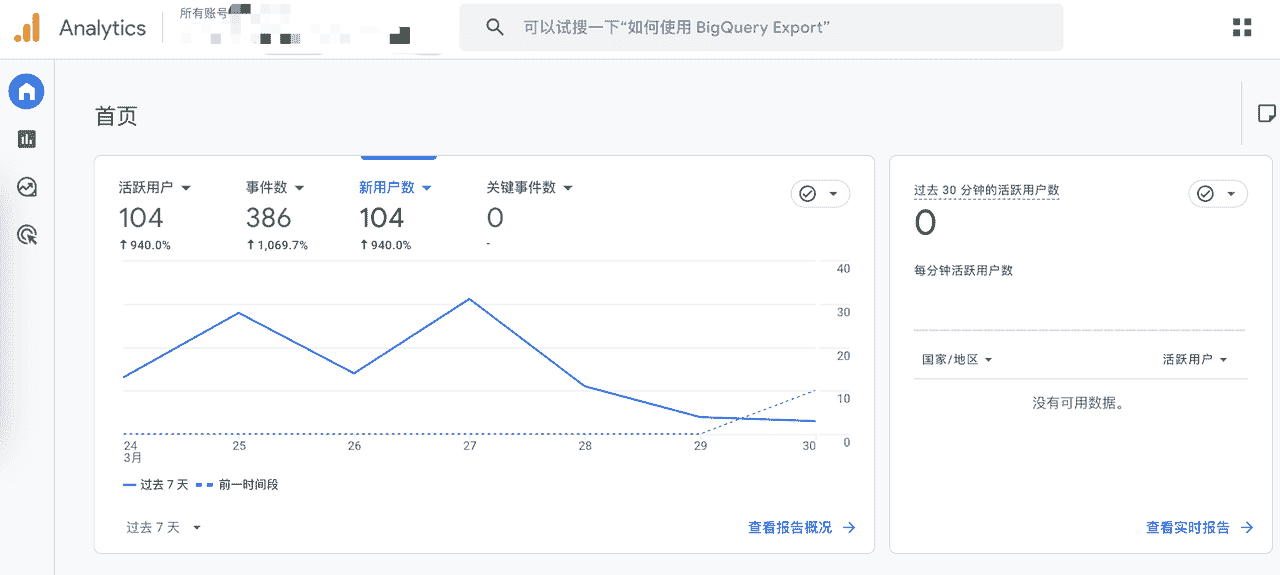 Analytics
所有账号
可以试搜一下“如何使用 BigQuery Export”
首页
活跃用户
104
↑ 940.0%
事件数
386
↑ 1,069.7%
新用户数
104
↑ 940.0%
关键事件数
0
-
40
30
20
10
0
24
3月
25
26
27
28
29
30
过去 7 天
前一时间段
过去 7 天
查看报告概况 →
过去 30 分钟的活跃用户数
0
每分钟活跃用户数
国家/地区
活跃用户
没有可用数据。
查看实时报告 →